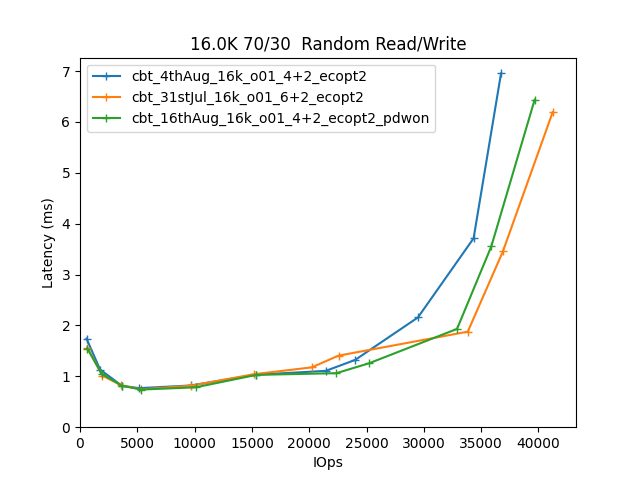 16.0K 70/30  Random Read/Write
cbt_4thAug_16k_o01_4+2_ecopt2
cbt_31stJul_16k_o01_6+2_ecopt2
cbt_16thAug_16k_o01_4+2_ecopt2_pdwon
Latency (ms)
7
6
5
4
3
2
1
0
0 5000 10000 15000 20000 25000 30000 35000 40000
IOps